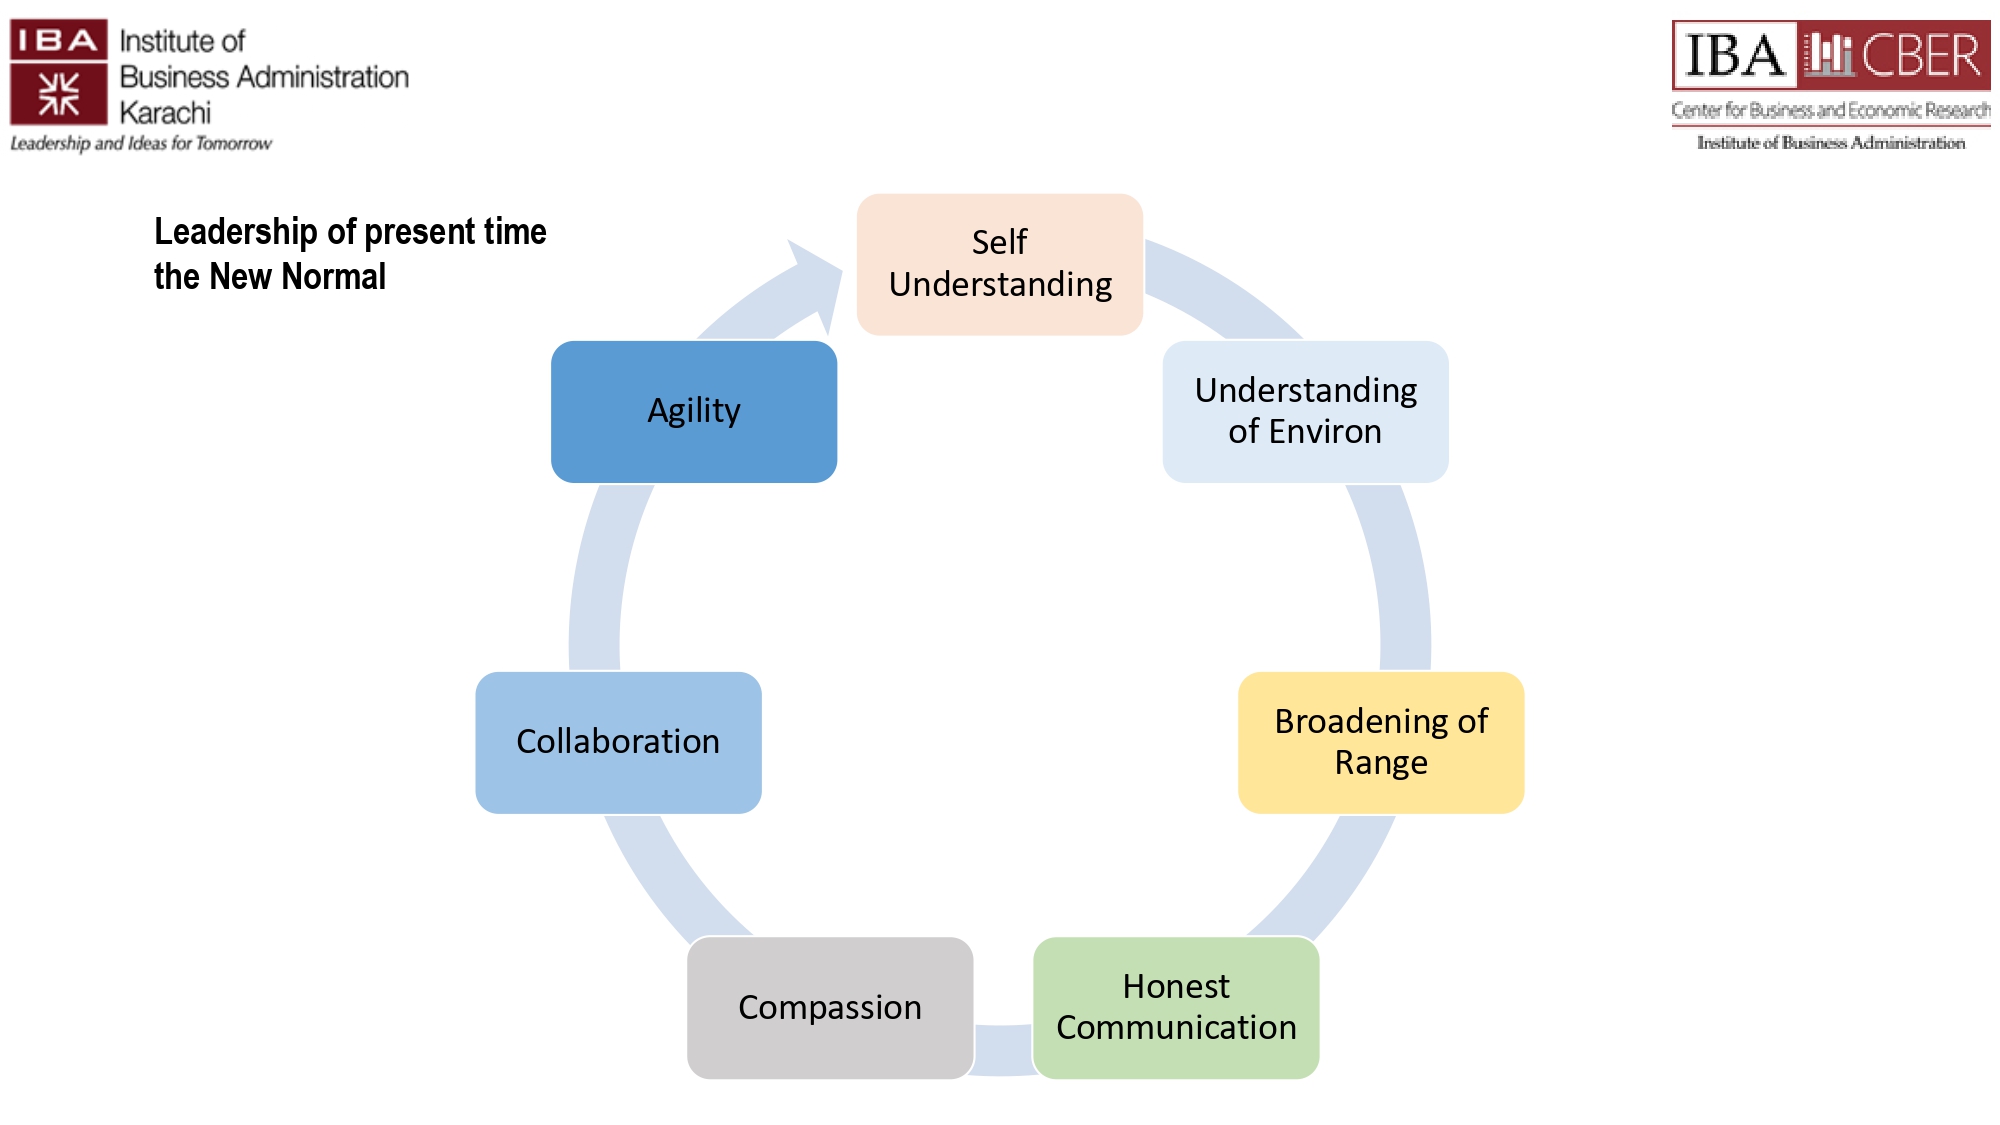 IBA
Institute of
Business Administration
Karachi
Leadership and Ideas for Tomorrow
IBA CBER
Center for Business and Economic Research
Institute of Business Administration
Leadership of present time
the New Normal
Self
Understanding
Understanding
of Environ
Broadening of
Range
Honest
Communication
Compassion
Collaboration
Agility